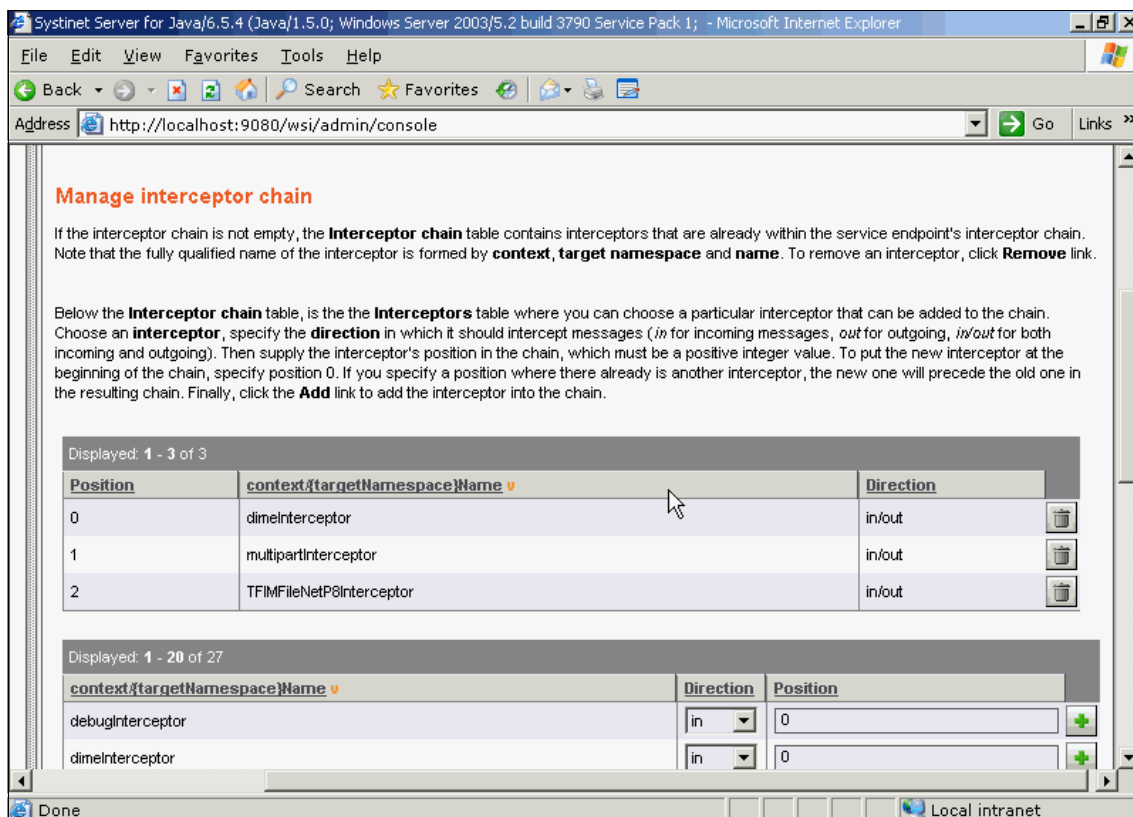 Systinet Server for Java/6.5.4 (Java/1.5.0; Windows Server 2003/5.2 build 3790 Service Pack 1; - Microsoft Internet Explorer
File Edit View Favorites Tools Help
Back Search Favorites
Address http://localhost:9080/wsi/admin/console Go Links »
Manage interceptor chain
If the interceptor chain is not empty, the Interceptor chain table contains interceptors that are already within the service endpoint's interceptor chain.
Note that the fully qualified name of the interceptor is formed by context, target namespace and name. To remove an interceptor, click Remove link.
Below the Interceptor chain table, is the the Interceptors table where you can choose a particular interceptor that can be added to the chain.
Choose an interceptor, specify the direction in which it should intercept messages (in for incoming messages, out for outgoing, in/out for both
incoming and outgoing). Then supply the interceptor's position in the chain, which must be a positive integer value. To put the new interceptor at the
beginning of the chain, specify position 0. If you specify a position where there already is another interceptor, the new one will precede the old one in
the resulting chain. Finally, click the Add link to add the interceptor into the chain.
Displayed: 1 - 3 of 3
Position context/{targetNamespace}Name v Direction
0 dimeInterceptor in/out
1 multipartInterceptor in/out
2 TFIMFileNetP8Interceptor in/out
Displayed: 1 - 20 of 27
context/{targetNamespace}Name v Direction Position
debugInterceptor in 0
dimeInterceptor in 0
Done Local intranet